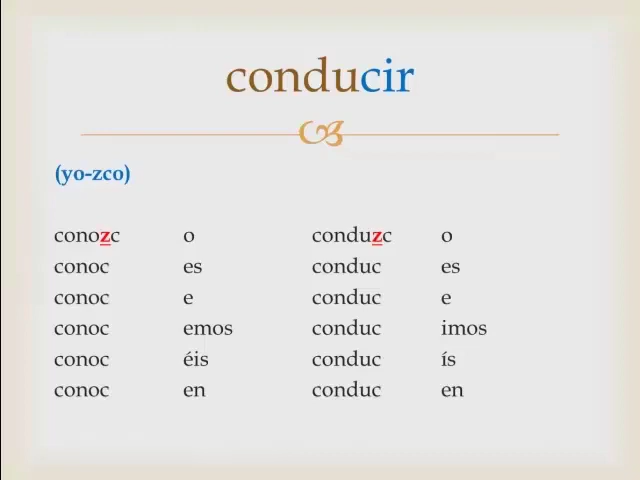 conducir
(yo-zco)
conozc o conduzc o
conoc es conduc es
conoc e conduc e
conoc emos conduc imos
conoc éis conduc ís
conoc en conduc en